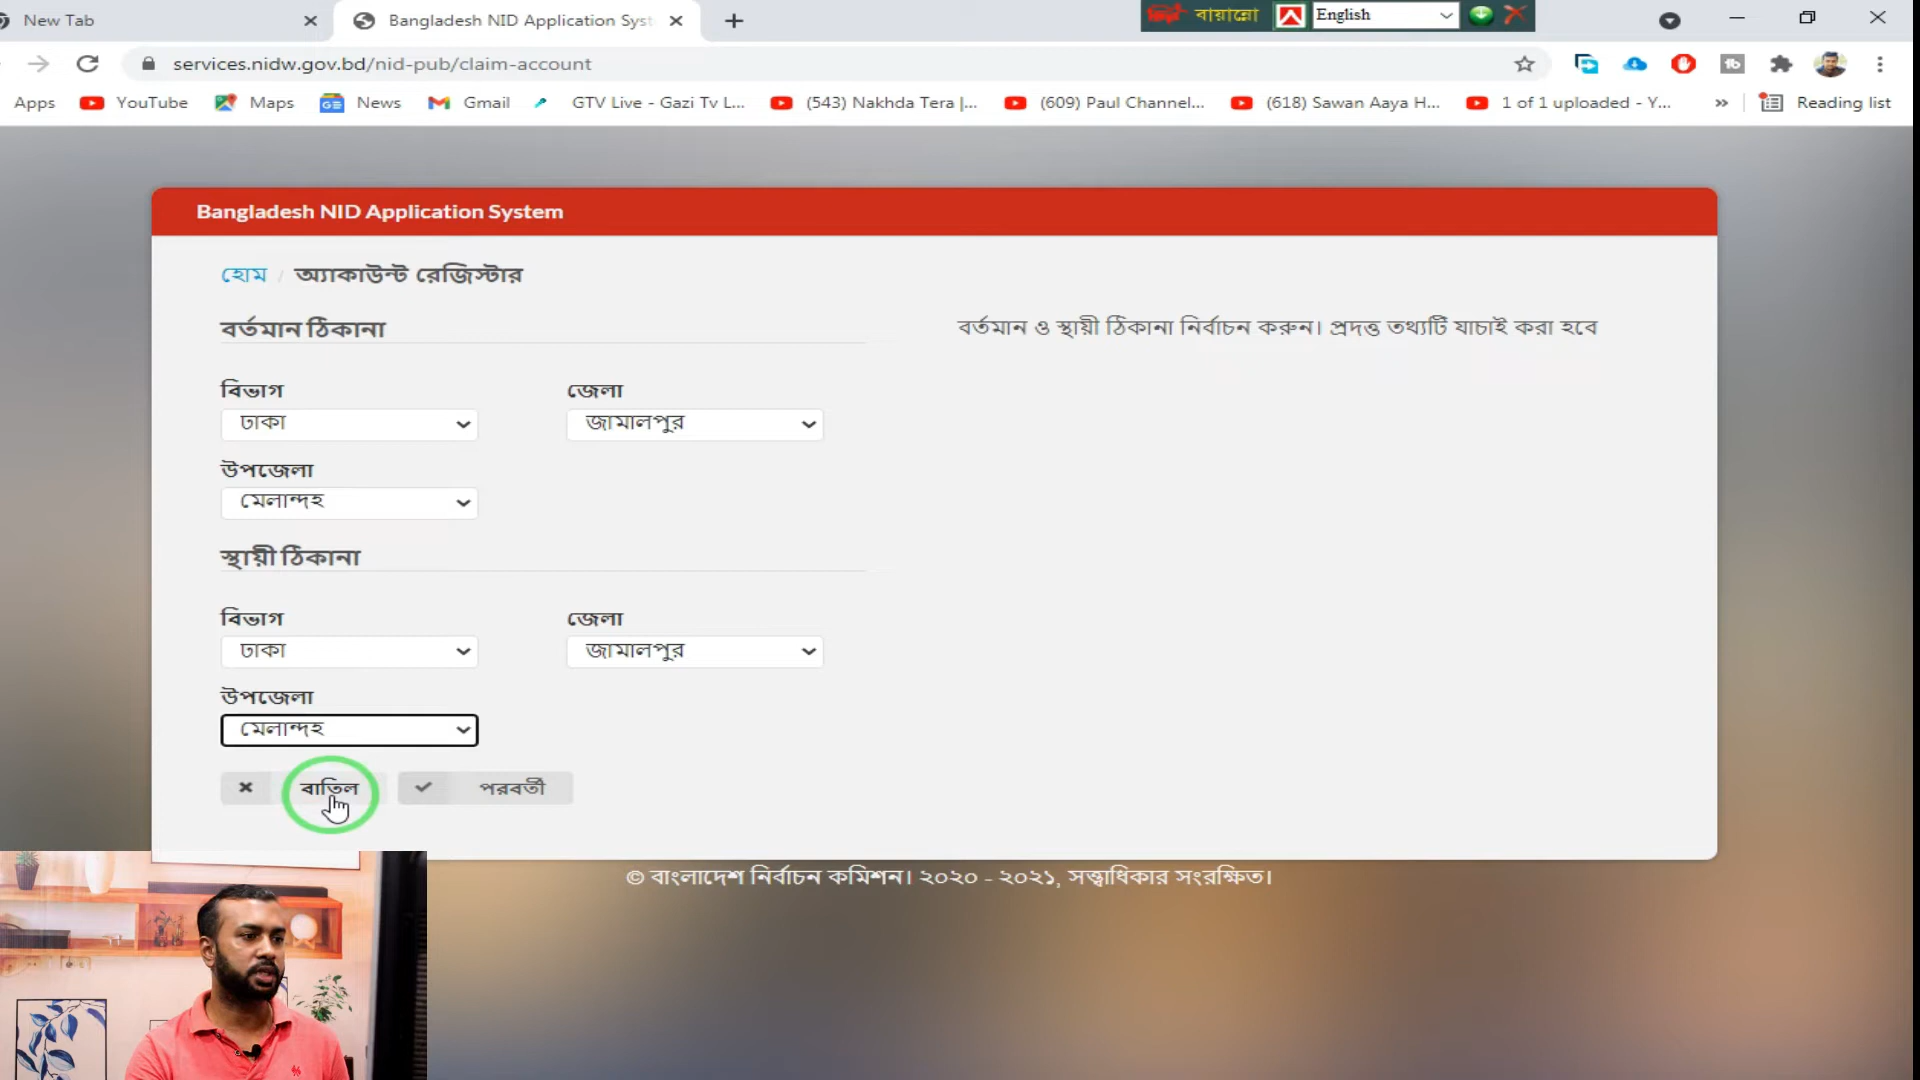 New Tab
Bangladesh NID Application Syst
বায়ান্নো
English
services.nidw.gov.bd/nid-pub/claim-account
Apps
YouTube
Maps
News
Gmail
GTV Live - Gazi Tv L...
(543) Nakhda Tera |...
(609) Paul Channel...
(618) Sawan Aaya H...
1 of 1 uploaded - Y...
»
Reading list
Bangladesh NID Application System
হোম / অ্যাকাউন্ট রেজিস্টার
বর্তমান ঠিকানা
বর্তমান ও স্থায়ী ঠিকানা নির্বাচন করুন। প্রদত্ত তথ্যটি যাচাই করা হবে
বিভাগ
জেলা
ঢাকা
জামালপুর
উপজেলা
মেলান্দহ
স্থায়ী ঠিকানা
বিভাগ
জেলা
ঢাকা
জামালপুর
উপজেলা
মেলান্দহ
বাতিল
পরবর্তী
© বাংলাদেশ নির্বাচন কমিশন। ২০২০ - ২০২১, সত্ত্বাধিকার সংরক্ষিত।